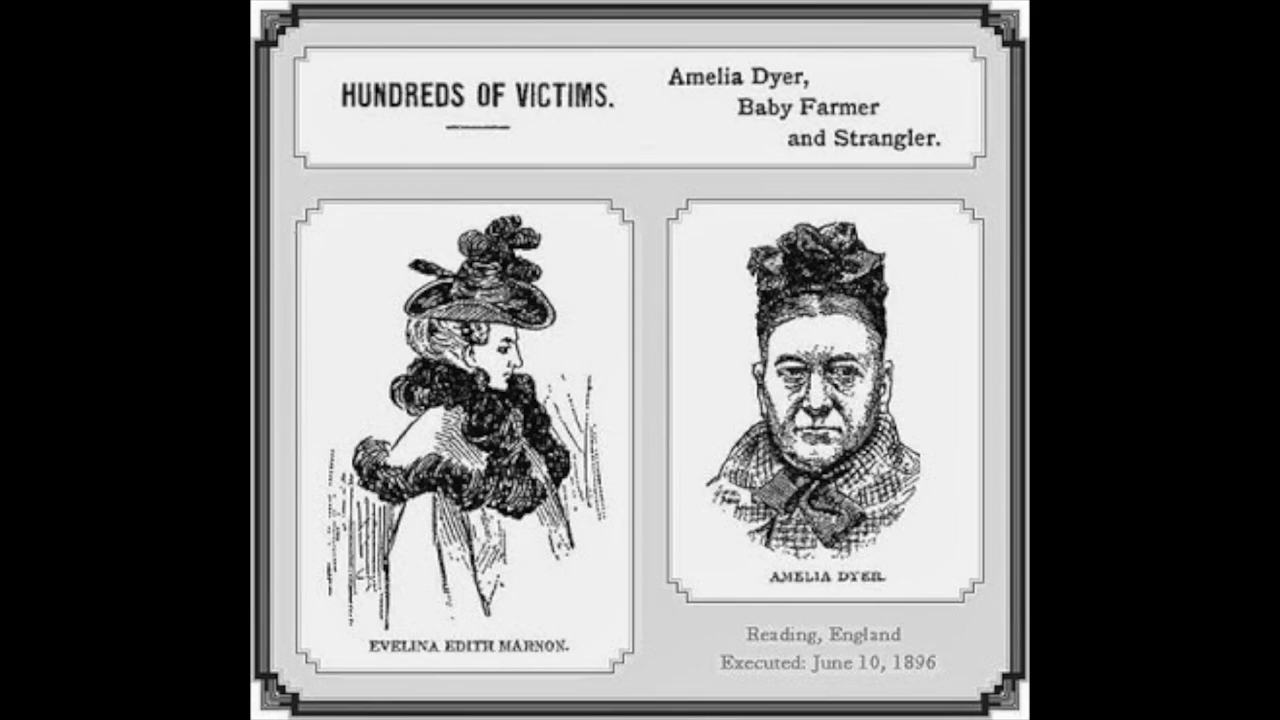 HUNDREDS OF VICTIMS.
Amelia Dyer,
Baby Farmer
and Strangler.
EVELINA EDITH MARNON.
AMELIA DYER.
Reading, England
Executed: June 10, 1896